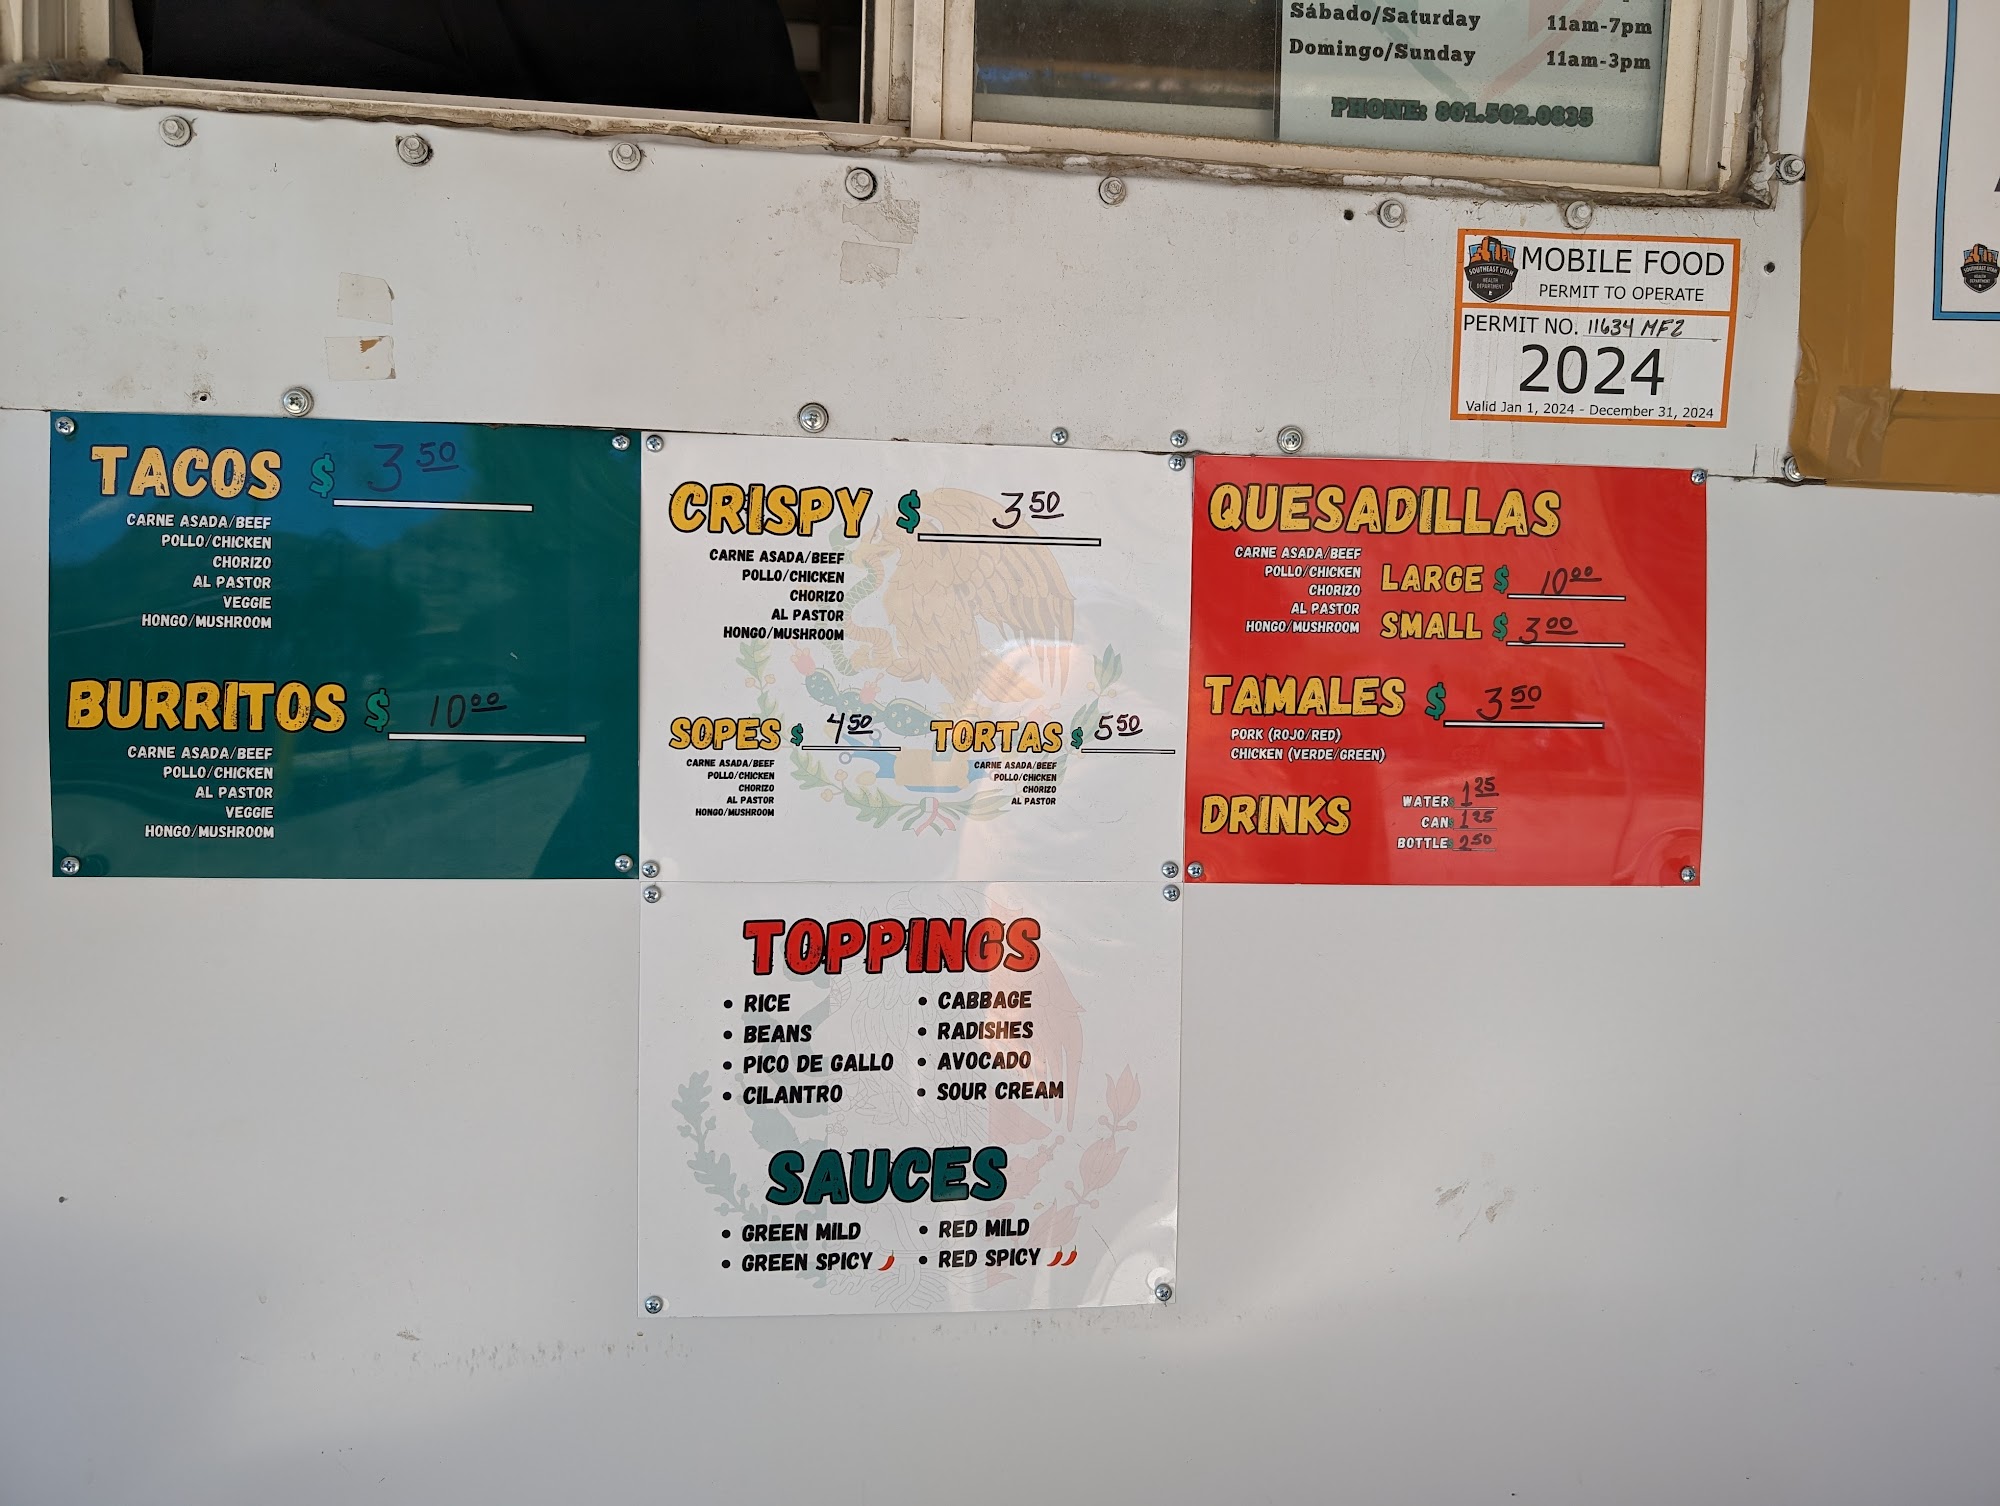 Sábado/Saturday 11am-7pm
Domingo/Sunday 11am-3pm
PHONE: 801.502.0835
SOUTHEAST UTAH
HEALTH
DEPARTMENT
MOBILE FOOD
PERMIT TO OPERATE
PERMIT NO. 11634 MF2
2024
Valid Jan 1, 2024 - December 31, 2024
TACOS $ 3 50
CARNE ASADA/BEEF
POLLO/CHICKEN
CHORIZO
AL PASTOR
VEGGIE
HONGO/MUSHROOM
BURRITOS $ 10 00
CARNE ASADA/BEEF
POLLO/CHICKEN
AL PASTOR
VEGGIE
HONGO/MUSHROOM
CRISPY $ 3 50
CARNE ASADA/BEEF
POLLO/CHICKEN
CHORIZO
AL PASTOR
HONGO/MUSHROOM
SOPES $ 4 50
CARNE ASADA/BEEF
POLLO/CHICKEN
CHORIZO
AL PASTOR
HONGO/MUSHROOM
TORTAS $ 5 50
CARNE ASADA/BEEF
POLLO/CHICKEN
CHORIZO
AL PASTOR
QUESADILLAS
CARNE ASADA/BEEF
POLLO/CHICKEN
CHORIZO
AL PASTOR
HONGO/MUSHROOM
LARGE $ 10 00
SMALL $ 3 00
TAMALES $ 3 50
PORK (ROJO/RED)
CHICKEN (VERDE/GREEN)
DRINKS
WATER $ 1 25
CAN $ 1 25
BOTTLE $ 2 50
TOPPINGS
• RICE
• BEANS
• PICO DE GALLO
• CILANTRO
• CABBAGE
• RADISHES
• AVOCADO
• SOUR CREAM
SAUCES
• GREEN MILD
• GREEN SPICY
• RED MILD
• RED SPICY